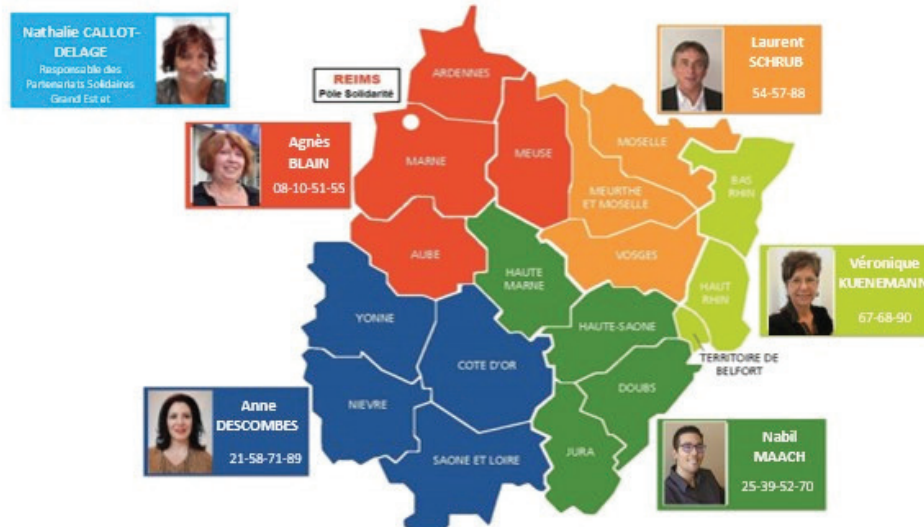 Nathalie CALLOT-
DELAGE
Responsable des
Partenariats Solidaires
Grand Est et
REIMS
Pôle Solidarité
Laurent
SCHRUB
54-57-88
Agnès
BLAIN
08-10-51-55
ARDENNES
MARNE
MEUSE
MOSELLE
MEURTHE
ET MOSELLE
BAS
RHIN
AUBE
HAUTE
MARNE
VOSGES
HAUT
RHIN
Véronique
KUENEMANN
67-68-90
YONNE
HAUTE-SAONE
TERRITOIRE DE
BELFORT
COTE D'OR
DOUBS
NIEVRE
Anne
DESCOMBES
21-58-71-89
SAONE ET LOIRE
JURA
Nabil
MAACH
25-39-52-70